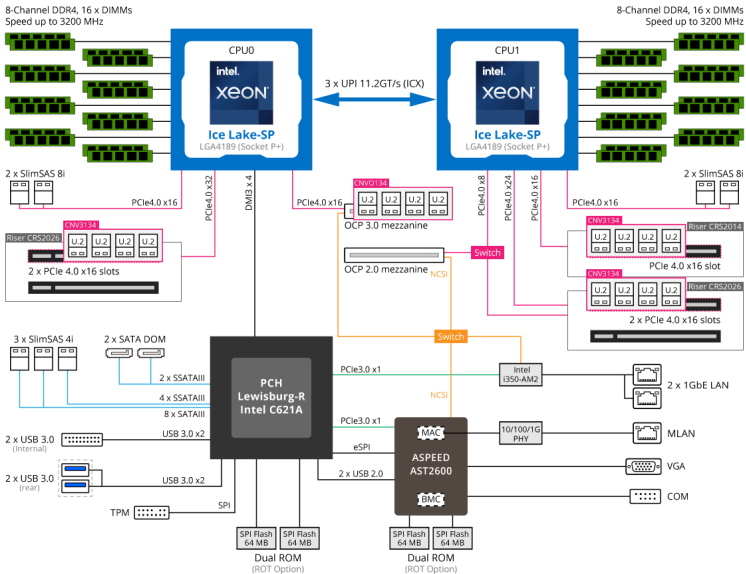 8-Channel DDR4, 16 x DIMMs
Speed up to 3200 MHz
8-Channel DDR4, 16 x DIMMs
Speed up to 3200 MHz
CPU0
intel.
XEON
Ice Lake-SP
LGA4189 (Socket P+)
3 x UPI 11.2GT/s (ICX)
CPU1
intel.
XEON
Ice Lake-SP
LGA4189 (Socket P+)
2 x SlimSAS 8i
PCIe4.0 x16
PCIe4.0 x32
DMI3 x 4
PCIe4.0 x16
CNVO134
U.2 U.2 U.2 U.2
OCP 3.0 mezzanine
PCIe4.0 x8
PCIe4.0 x24
PCIe4.0 x16
PCIe4.0 x16
2 x SlimSAS 8i
CNV3134
Riser CRS2026
U.2 U.2 U.2 U.2
2 x PCIe 4.0 x16 slots
OCP 2.0 mezzanine
NCSI
Switch
CNV3134
Riser CRS2014
U.2 U.2 U.2 U.2
PCIe 4.0 x16 slot
CNV3134
Riser CRS2026
U.2 U.2 U.2 U.2
2 x PCIe 4.0 x16 slots
Switch
3 x SlimSAS 4i
2 x SATA DOM
2 x SSATAIII
4 x SSATAIII
8 x SATAIII
PCH
Lewisburg-R
Intel C621A
PCIe3.0 x1
Intel
i350-AM2
2 x 1GbE LAN
NCSI
PCIe3.0 x1
2 x USB 3.0
(Internal)
USB 3.0 x2
eSPI
MAC
ASPEED
AST2600
BMC
10/100/1G
PHY
MLAN
2 x USB 3.0
(rear)
USB 3.0 x2
2 x USB 2.0
VGA
COM
TPM
SPI
SPI Flash
64 MB
SPI Flash
64 MB
Dual ROM
(ROT Option)
SPI Flash
64 MB
SPI Flash
64 MB
Dual ROM
(ROT Option)